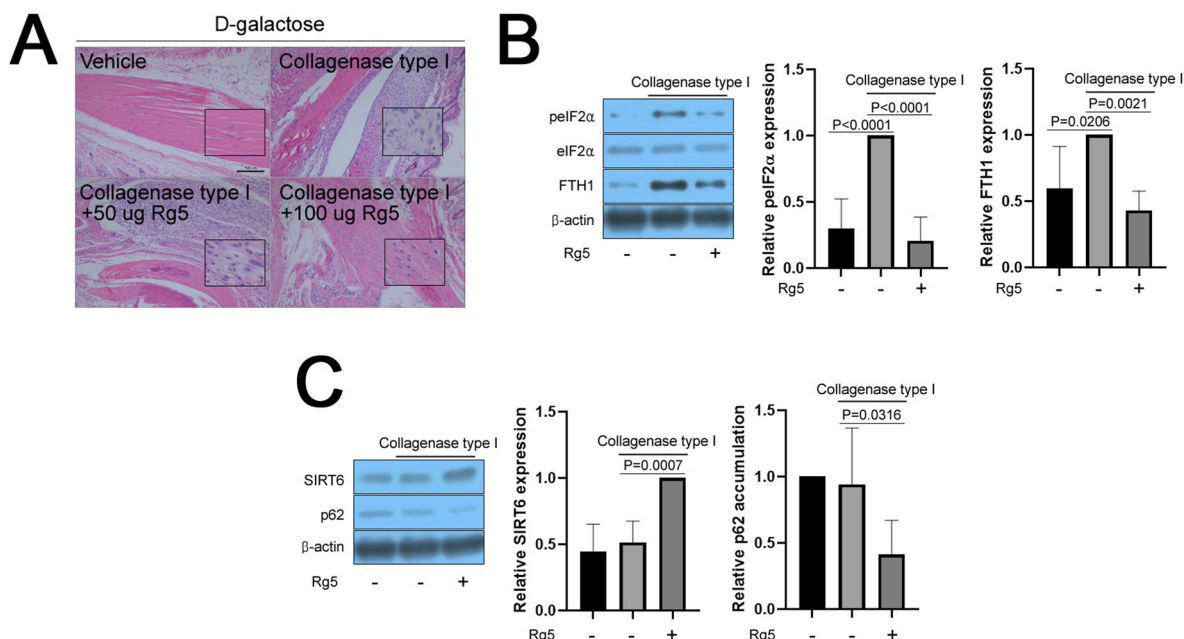 A
D-galactose
Vehicle
Collagenase type I
Collagenase type I
+50 ug Rg5
Collagenase type I
+100 ug Rg5
B
Collagenase type I
peIF2α
eIF2α
FTH1
β-actin
Rg5 - - +
Relative peIF2α expression
1.5
1.0
0.5
0.0
Collagenase type I
P<0.0001
P<0.0001
Rg5 - - +
Relative FTH1 expression
1.5
1.0
0.5
0.0
Collagenase type I
P=0.0021
P=0.0206
Rg5 - - +
C
Collagenase type I
SIRT6
p62
β-actin
Rg5 - - +
Relative SIRT6 expression
1.5
1.0
0.5
0.0
Collagenase type I
P=0.0007
Rg5 - - +
Relative p62 accumulation
1.5
1.0
0.5
0.0
Collagenase type I
P=0.0316
Rg5 - - +